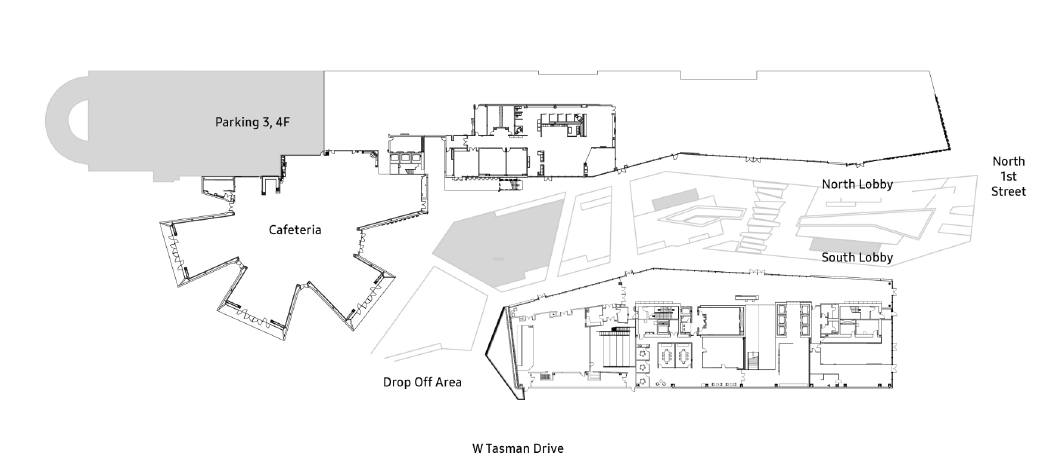 Parking 3, 4F
North
1st
Street
North Lobby
Cafeteria
South Lobby
Drop Off Area
W Tasman Drive